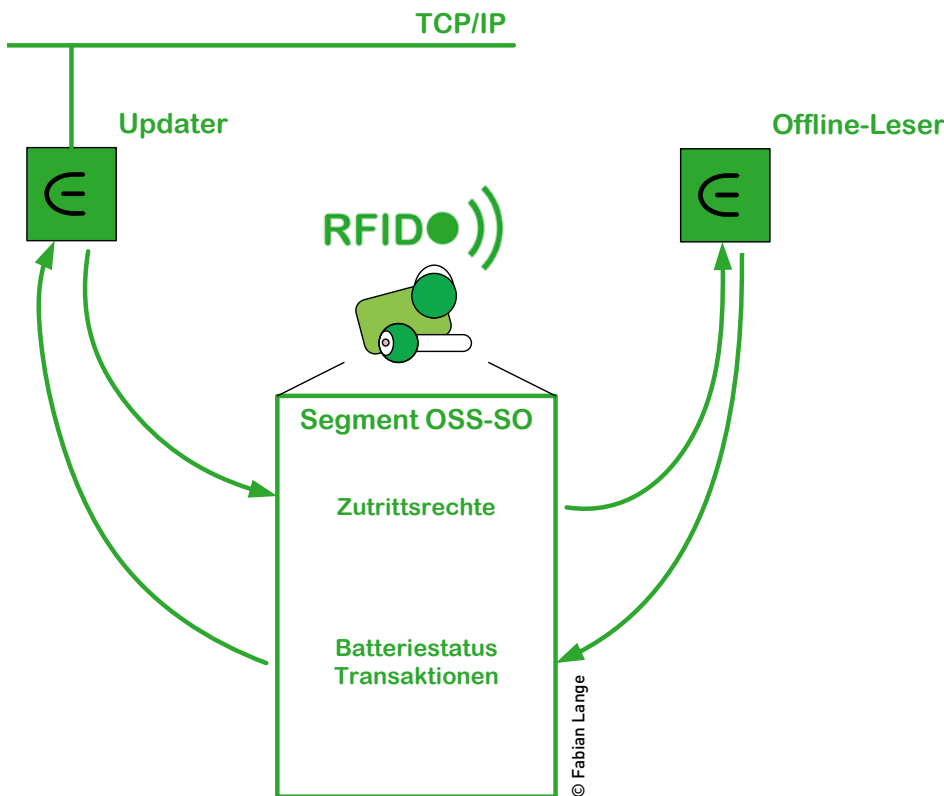 TCP/IP
Updater
Offline-Leser
RFID
Segment OSS-SO
Zutrittsrechte
Batteriestatus
Transaktionen
© Fabian Lange